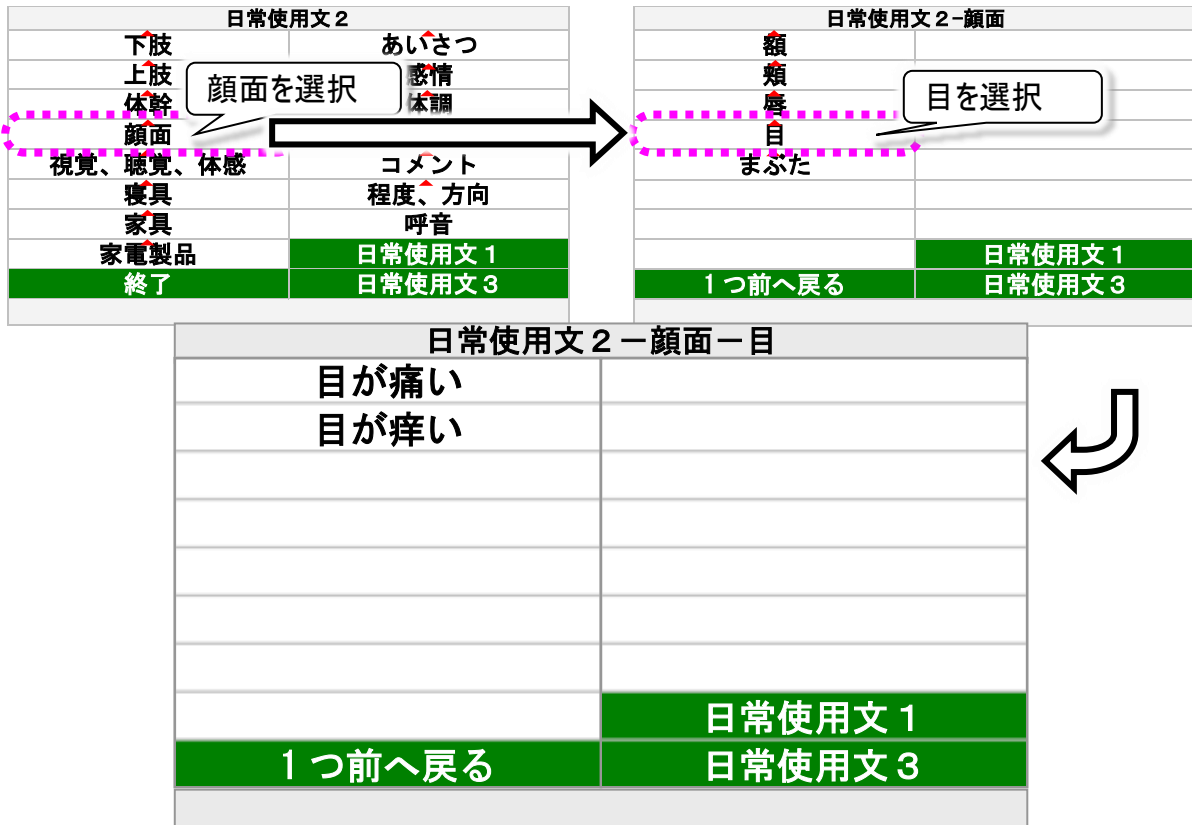 日常使用文２
下肢 あいさつ
上肢 感情
体幹 体調
顔面
視覚、聴覚、体感 コメント
寝具 程度、方向
家具 呼音
家電製品 日常使用文１
終了 日常使用文３
顔面を選択
日常使用文２-顔面
額
頬
唇
目
まぶた
日常使用文１
１つ前へ戻る 日常使用文３
目を選択
日常使用文２－顔面－目
目が痛い
目が痒い
日常使用文１
１つ前へ戻る 日常使用文３